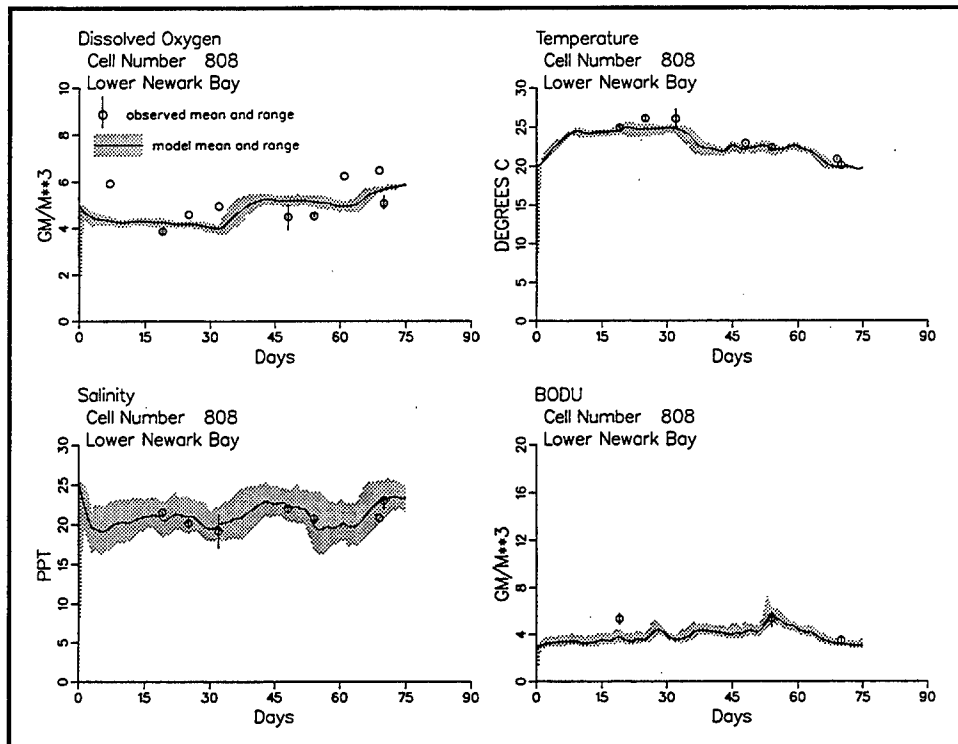 Dissolved Oxygen
Cell Number 808
Lower Newark Bay
observed mean and range
model mean and range
GM/M**3
10
8
6
4
2
0
0 15 30 45 60 75 90
Days
Temperature
Cell Number 808
Lower Newark Bay
DEGREES C
30
25
20
15
10
5
0
0 15 30 45 60 75 90
Days
Salinity
Cell Number 808
Lower Newark Bay
PPT
30
25
20
15
10
5
0
0 15 30 45 60 75 90
Days
BODU
Cell Number 808
Lower Newark Bay
GM/M**3
20
16
12
8
4
0
0 15 30 45 60 75 90
Days